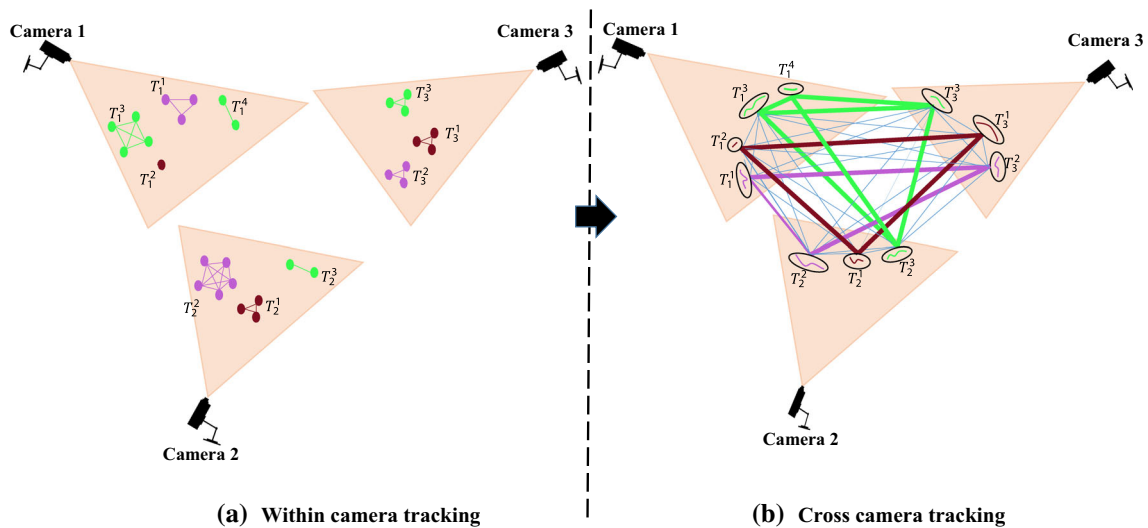 Camera 1
Camera 3
T_1^1
T_1^4
T_1^3
T_1^2
T_3^3
T_3^1
T_3^2
T_2^2
T_2^3
T_2^1
Camera 2
(a) Within camera tracking
Camera 1
Camera 3
T_1^4
T_1^3
T_3^3
T_3^1
T_1^2
T_3^2
T_1^1
T_2^2
T_2^1
T_2^3
Camera 2
(b) Cross camera tracking